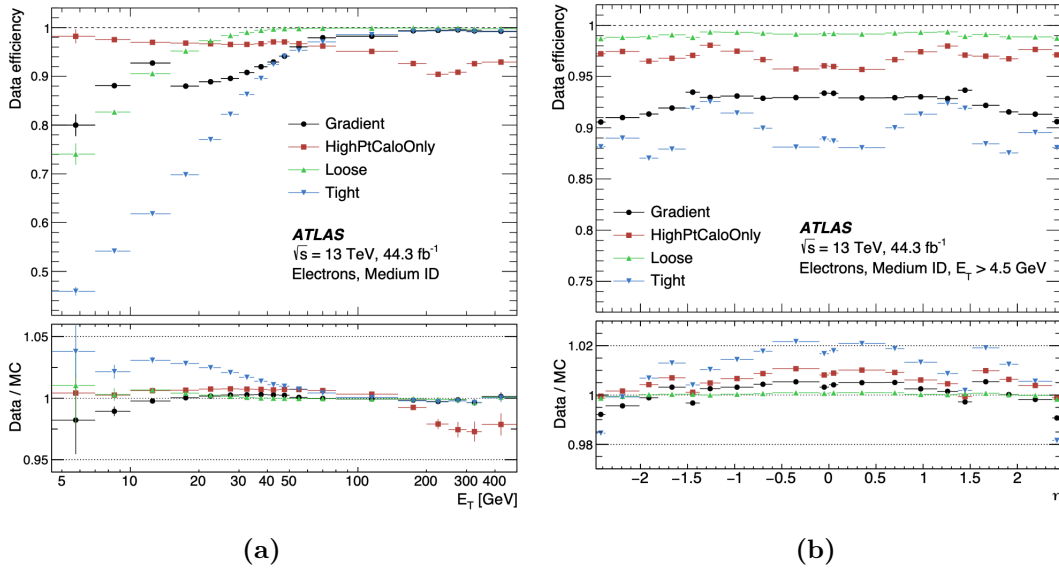 Data efficiency
1
0.9
0.8
0.7
0.6
0.5
Gradient
HighPtCaloOnly
Loose
Tight
ATLAS
√s = 13 TeV, 44.3 fb⁻¹
Electrons, Medium ID
Data / MC
1.05
1
0.95
5 6 7 8 10 20 30 40 50 100 200 300 400
E_T [GeV]
(a)
Data efficiency
1
0.95
0.9
0.85
0.8
0.75
Gradient
HighPtCaloOnly
Loose
Tight
ATLAS
√s = 13 TeV, 44.3 fb⁻¹
Electrons, Medium ID, E_T > 4.5 GeV
Data / MC
1.02
1
0.98
−2 −1.5 −1 −0.5 0 0.5 1 1.5 2
(b)